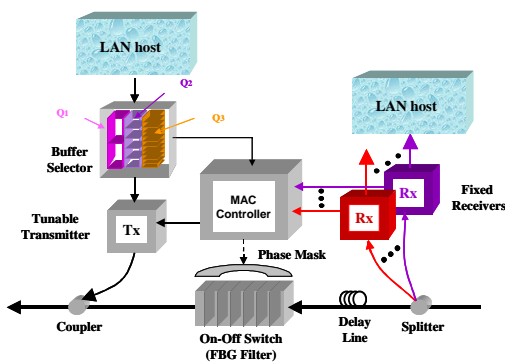 LAN host
Q2
Q1
Q3
LAN host
Buffer
Selector
MAC
Controller
Rx
Rx
Fixed
Receivers
Tunable
Transmitter
Tx
Phase Mask
Coupler
On-Off Switch
(FBG Filter)
Delay
Line
Splitter